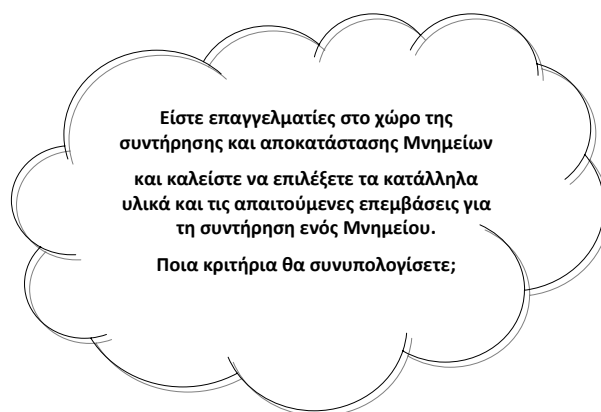 Είστε επαγγελματίες στο χώρο της
συντήρησης και αποκατάστασης Μνημείων
και καλείστε να επιλέξετε τα κατάλληλα
υλικά και τις απαιτούμενες επεμβάσεις για
τη συντήρηση ενός Μνημείου.
Ποια κριτήρια θα συνυπολογίσετε;